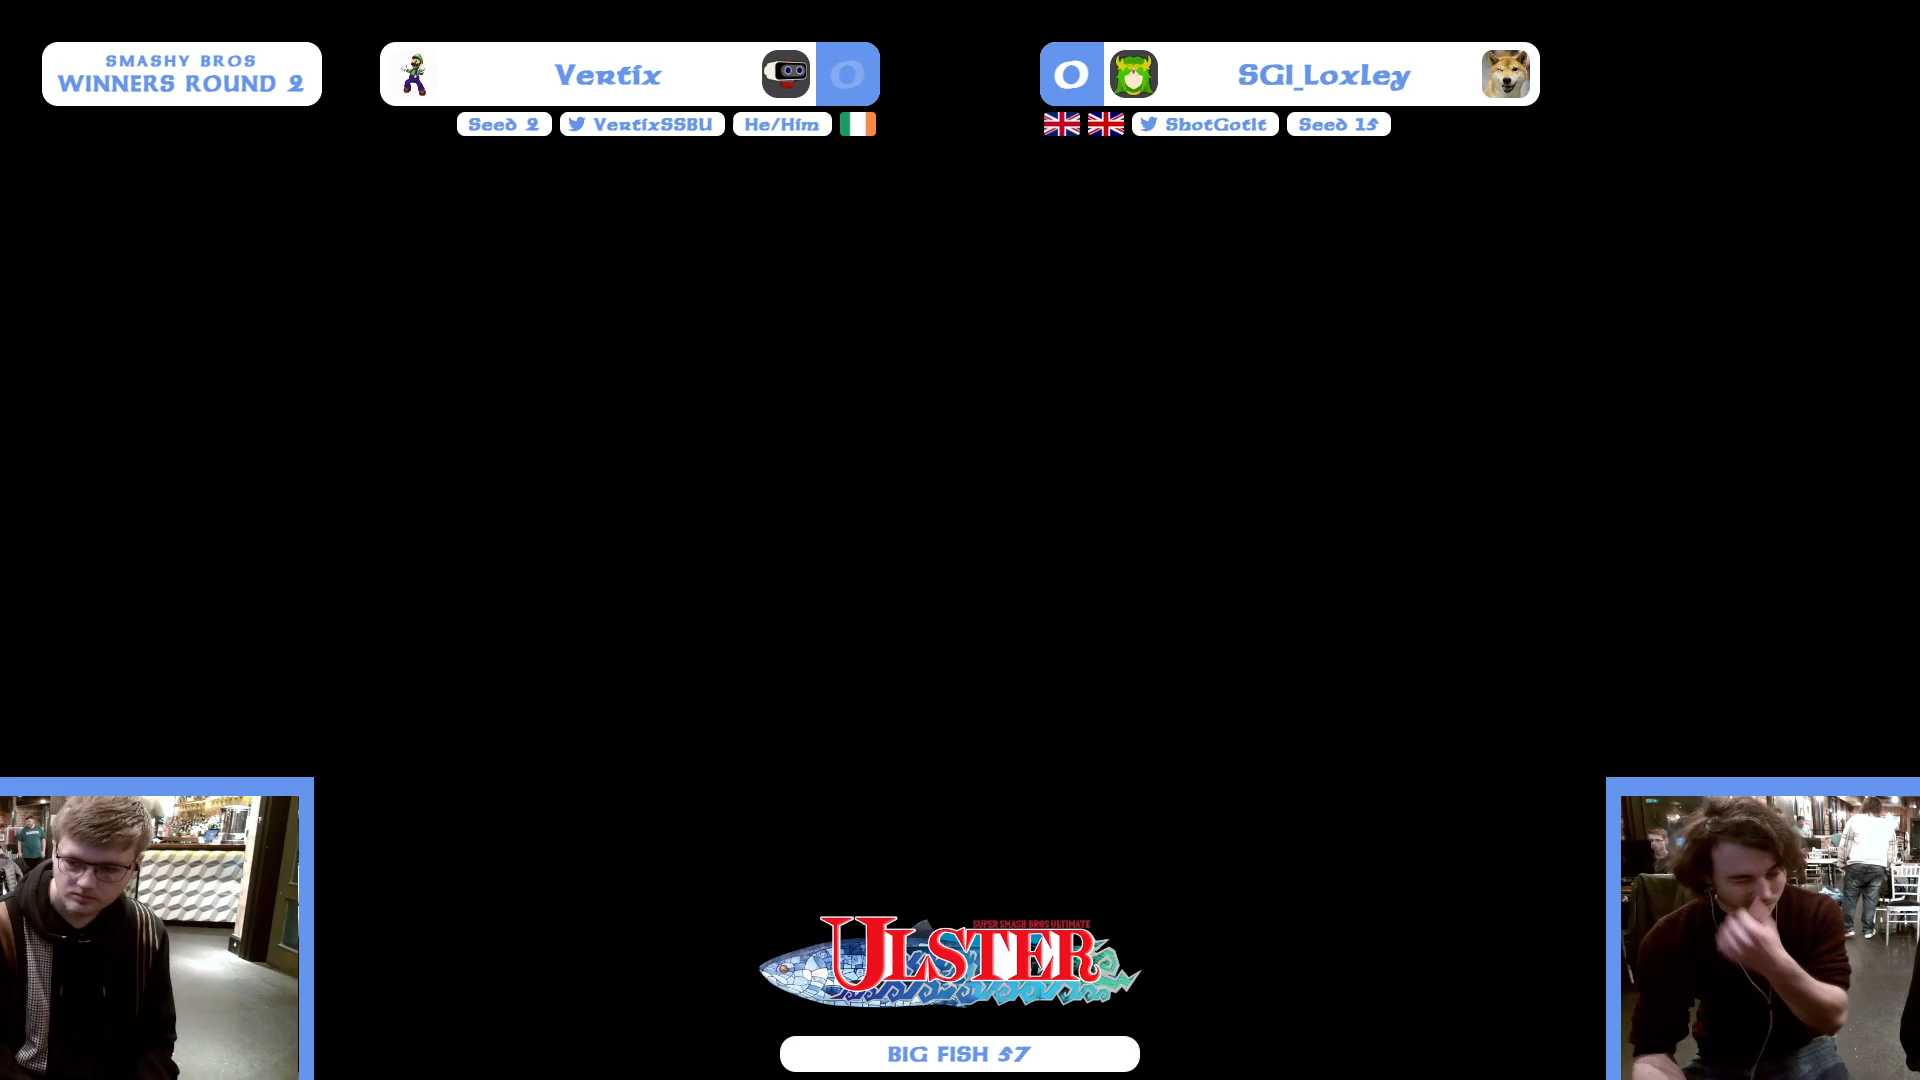 SMASHY BROS
WINNERS ROUND 2
Vertix
0
0
SGI_Loxley
Seed 2
VertixSSBU
He/Him
ShotGotIt
Seed 15
SUPER SMASH BROS ULTIMATE
ULSTER
BIG FISH 57